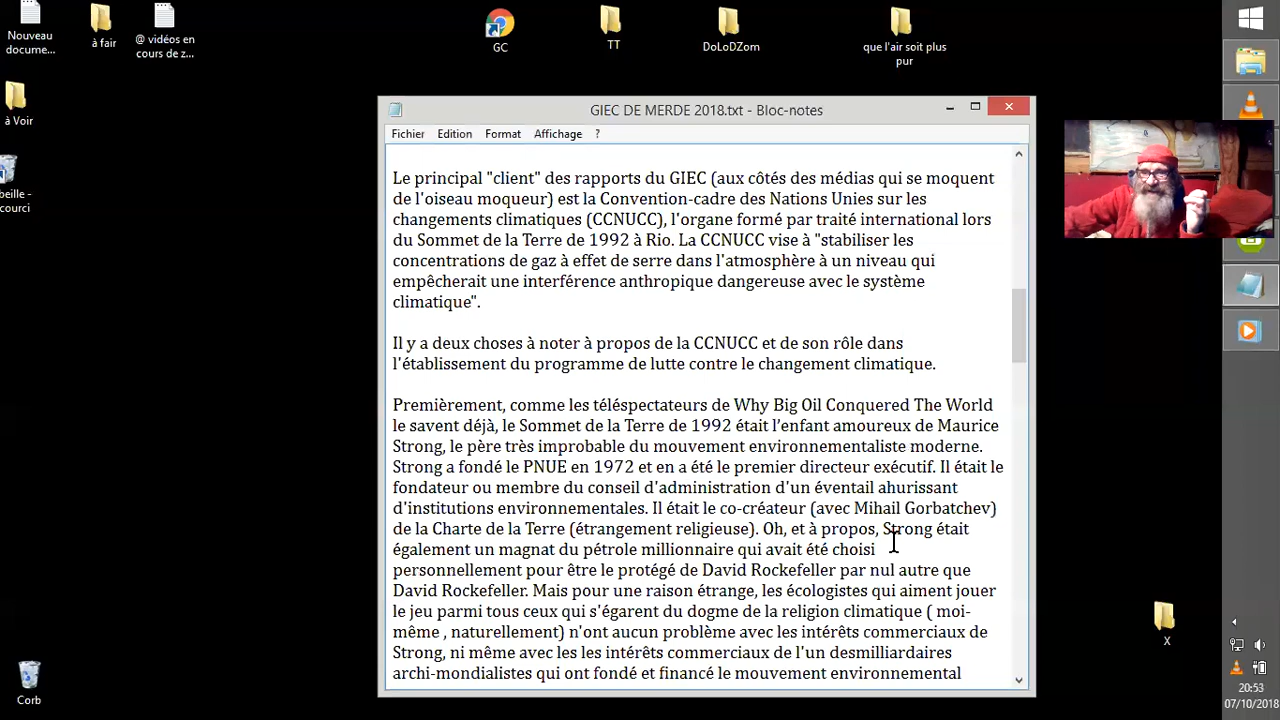 Nouveau
docume...
à fair
@ vidéos en
cours de z...
GC
TT
DoLoDZom
que l'air soit plus
pur
à Voir
beille -
courci
GIEC DE MERDE 2018.txt - Bloc-notes
Fichier Edition Format Affichage ?
Le principal "client" des rapports du GIEC (aux côtés des médias qui se moquent
de l'oiseau moqueur) est la Convention-cadre des Nations Unies sur les
changements climatiques (CCNUCC), l'organe formé par traité international lors
du Sommet de la Terre de 1992 à Rio. La CCNUCC vise à "stabiliser les
concentrations de gaz à effet de serre dans l'atmosphère à un niveau qui
empêcherait une interférence anthropique dangereuse avec le système
climatique".
Il y a deux choses à noter à propos de la CCNUCC et de son rôle dans
l'établissement du programme de lutte contre le changement climatique.
Premièrement, comme les téléspectateurs de Why Big Oil Conquered The World
le savent déjà, le Sommet de la Terre de 1992 était l'enfant amoureux de Maurice
Strong, le père très improbable du mouvement environnementaliste moderne.
Strong a fondé le PNUE en 1972 et en a été le premier directeur exécutif. Il était le
fondateur ou membre du conseil d'administration d'un éventail ahurissant
d'institutions environnementales. Il était le co-créateur (avec Mihail Gorbatchev)
de la Charte de la Terre (étrangement religieuse). Oh, et à propos, Strong était
également un magnat du pétrole millionnaire qui avait été choisi
personnellement pour être le protégé de David Rockefeller par nul autre que
David Rockefeller. Mais pour une raison étrange, les écologistes qui aiment jouer
le jeu parmi tous ceux qui s'égarent du dogme de la religion climatique ( moi-
même , naturellement) n'ont aucun problème avec les intérêts commerciaux de
Strong, ni même avec les les intérêts commerciaux de l'un desmilliardaires
archi-mondialistes qui ont fondé et financé le mouvement environnemental
X
Corb
20:53
07/10/2018